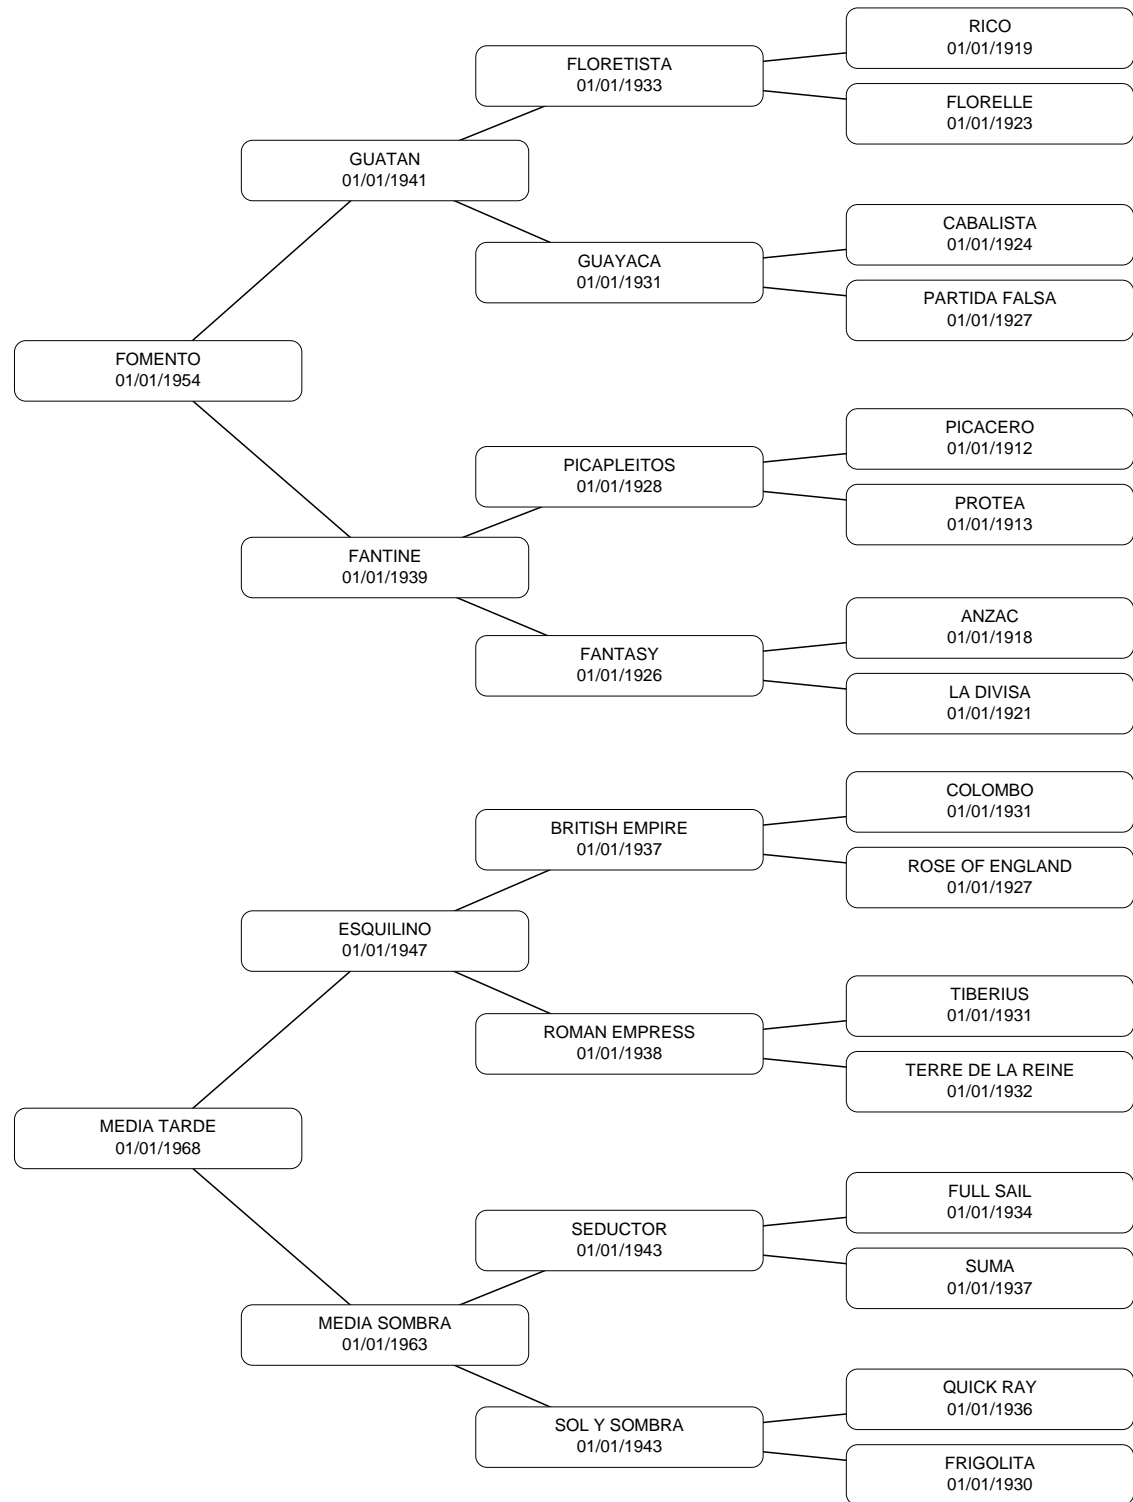 RICO
01/01/1919
FLORETISTA
01/01/1933
FLORELLE
01/01/1923
GUATAN
01/01/1941
CABALISTA
01/01/1924
GUAYACA
01/01/1931
PARTIDA FALSA
01/01/1927
FOMENTO
01/01/1954
PICACERO
01/01/1912
PICAPLEITOS
01/01/1928
PROTEA
01/01/1913
FANTINE
01/01/1939
ANZAC
01/01/1918
FANTASY
01/01/1926
LA DIVISA
01/01/1921
COLOMBO
01/01/1931
BRITISH EMPIRE
01/01/1937
ROSE OF ENGLAND
01/01/1927
ESQUILINO
01/01/1947
TIBERIUS
01/01/1931
ROMAN EMPRESS
01/01/1938
TERRE DE LA REINE
01/01/1932
MEDIA TARDE
01/01/1968
FULL SAIL
01/01/1934
SEDUCTOR
01/01/1943
SUMA
01/01/1937
MEDIA SOMBRA
01/01/1963
QUICK RAY
01/01/1936
SOL Y SOMBRA
01/01/1943
FRIGOLITA
01/01/1930